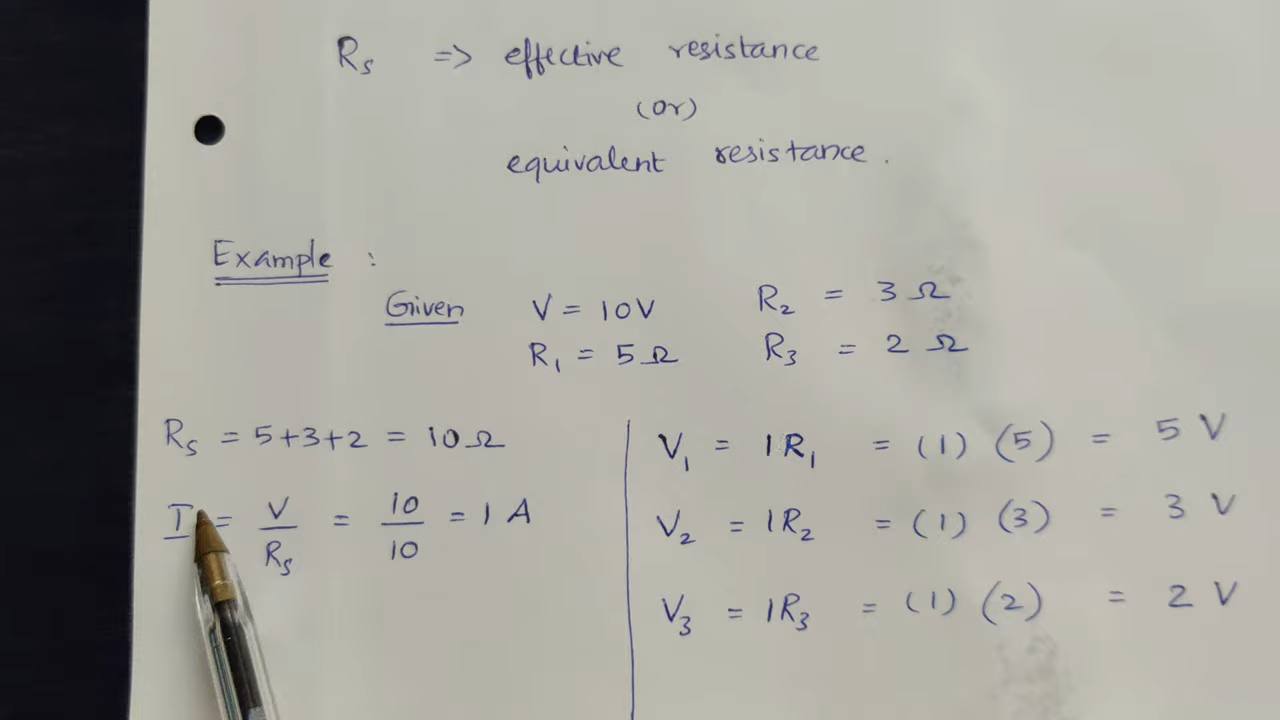 Rs => effective resistance
(or)
equivalent resistance.
Example :
Given V = 10V R2 = 3 Ω
R1 = 5 Ω R3 = 2 Ω
Rs = 5+3+2 = 10 Ω
I = V/Rs = 10/10 = 1 A
V1 = IR1 = (1) (5) = 5 V
V2 = IR2 = (1) (3) = 3 V
V3 = IR3 = (1) (2) = 2 V